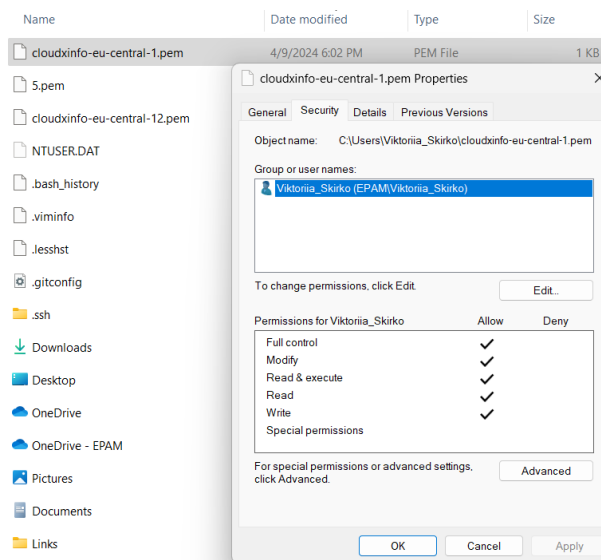 Name Date modified Type Size
cloudxinfo-eu-central-1.pem 4/9/2024 6:02 PM PEM File 1 KB
5.pem
cloudxinfo-eu-central-12.pem
NTUSER.DAT
.bash_history
.viminfo
.lesshst
.gitconfig
.ssh
Downloads
Desktop
OneDrive
OneDrive - EPAM
Pictures
Documents
Links
cloudxinfo-eu-central-1.pem Properties
General Security Details Previous Versions
Object name: C:\Users\Viktoriia_Skirko\cloudxinfo-eu-central-1.pem
Group or user names:
Viktoriia_Skirko (EPAM\Viktoriia_Skirko)
To change permissions, click Edit.
Edit...
Permissions for Viktoriia_Skirko Allow Deny
Full control
Modify
Read & execute
Read
Write
Special permissions
For special permissions or advanced settings,
click Advanced.
Advanced
OK Cancel Apply